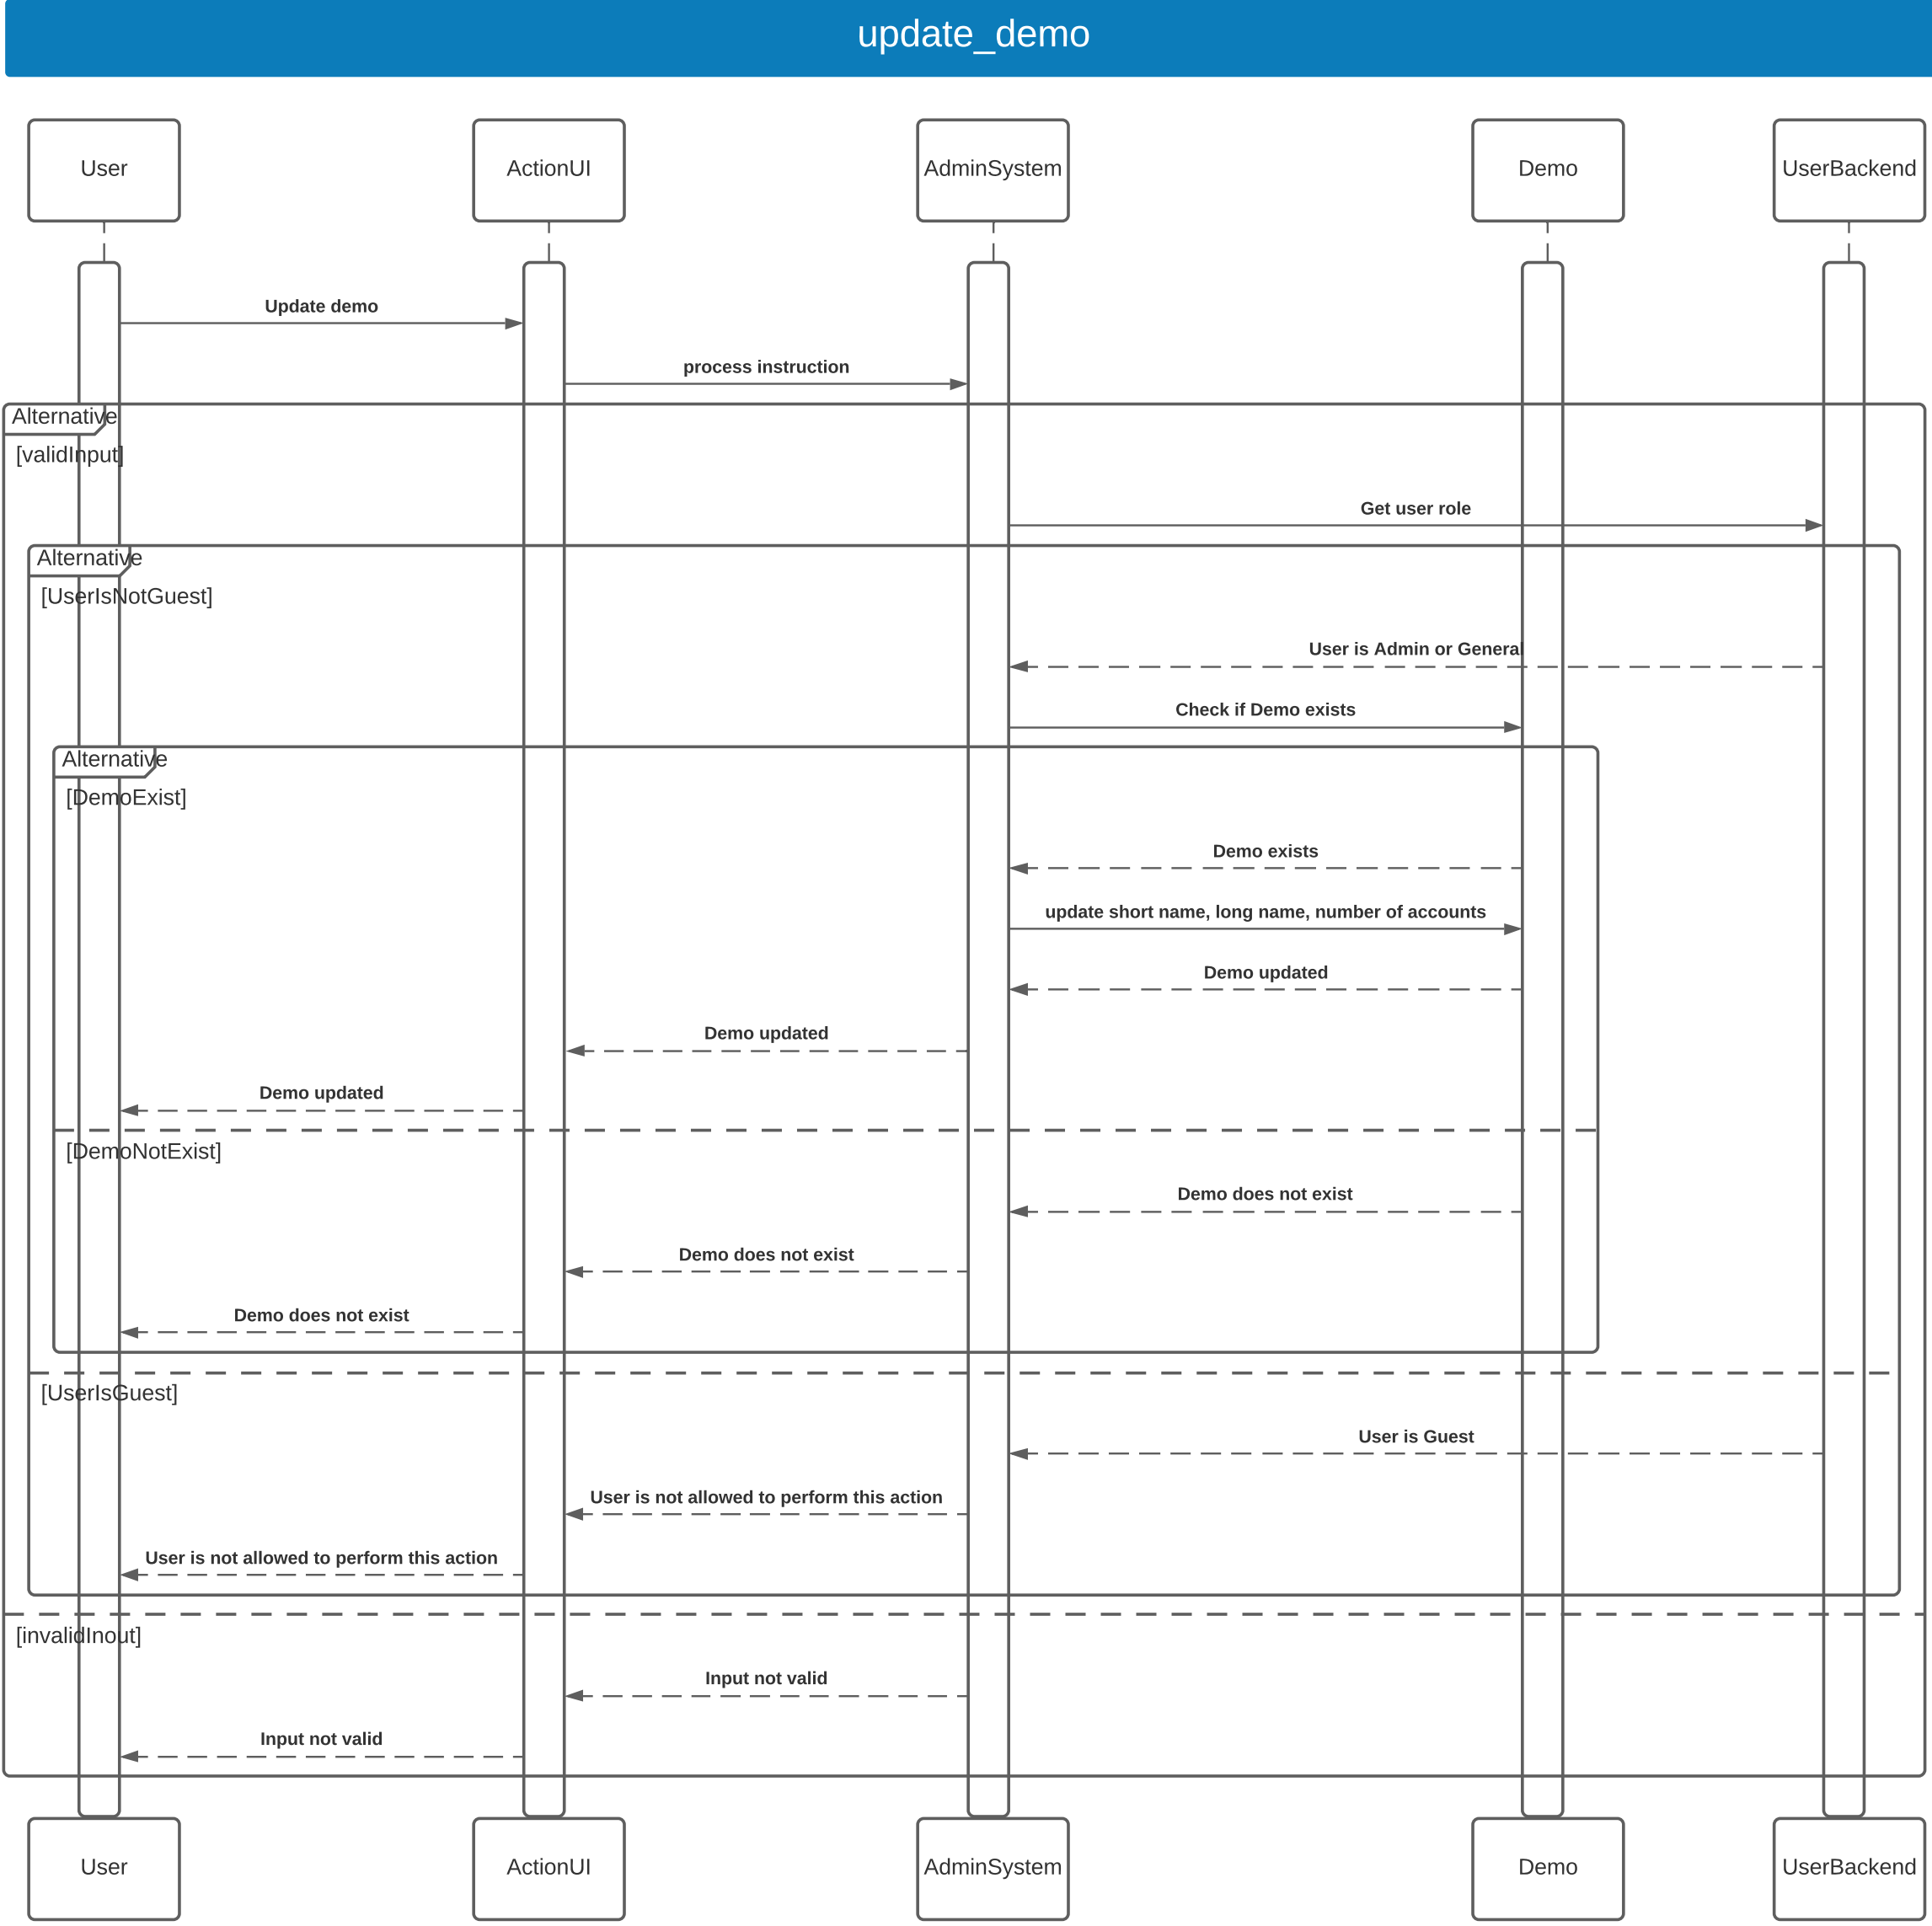 update_demo
User
ActionUI
AdminSystem
Demo
UserBackend
Update demo
process instruction
Alternative
[validInput]
Get user role
Alternative
[UserIsNotGuest]
User is Admin or General
Check if Demo exists
Alternative
[DemoExist]
Demo exists
update short name, long name, number of accounts
Demo updated
Demo updated
Demo updated
[DemoNotExist]
Demo does not exist
Demo does not exist
Demo does not exist
[UserIsGuest]
User is Guest
User is not allowed to perform this action
User is not allowed to perform this action
[invalidInout]
Input not valid
Input not valid
User
ActionUI
AdminSystem
Demo
UserBackend